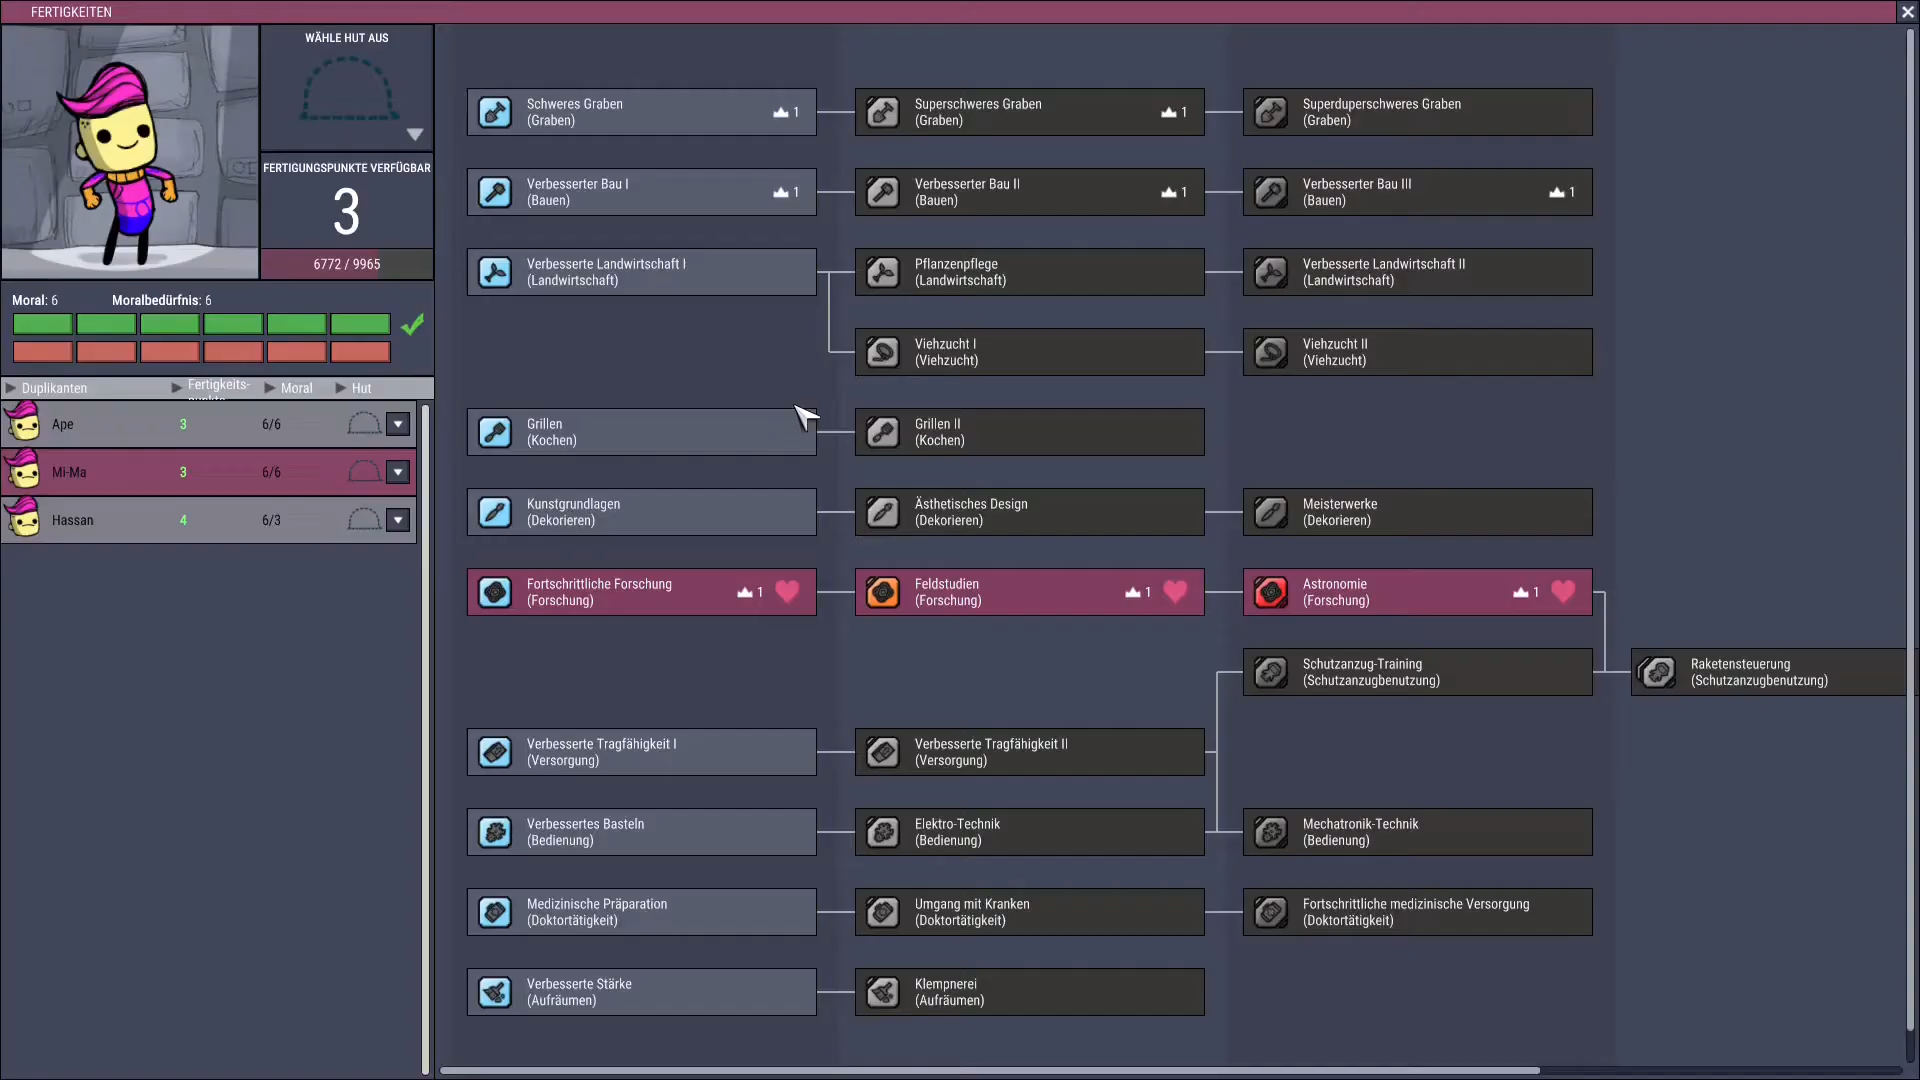 FERTIGKEITEN
WÄHLE HUT AUS
FERTIGUNGSPUNKTE VERFÜGBAR
3
6772 / 9965
Moral: 6
Moralbedürfnis: 6
Duplikanten
Fertigkeits-
punkte
Moral
Hut
Ape
3
6/6
Mi-Ma
3
6/6
Hassan
4
6/3
Schweres Graben
(Graben)
1
Superschweres Graben
(Graben)
1
Superduperschweres Graben
(Graben)
Verbesserter Bau I
(Bauen)
1
Verbesserter Bau II
(Bauen)
1
Verbesserter Bau III
(Bauen)
1
Verbesserte Landwirtschaft I
(Landwirtschaft)
Pflanzenpflege
(Landwirtschaft)
Verbesserte Landwirtschaft II
(Landwirtschaft)
Viehzucht I
(Viehzucht)
Viehzucht II
(Viehzucht)
Grillen
(Kochen)
Grillen II
(Kochen)
Kunstgrundlagen
(Dekorieren)
Ästhetisches Design
(Dekorieren)
Meisterwerke
(Dekorieren)
Fortschrittliche Forschung
(Forschung)
1
Feldstudien
(Forschung)
1
Astronomie
(Forschung)
1
Schutzanzug-Training
(Schutzanzugbenutzung)
Raketensteuerung
(Schutzanzugbenutzung)
Verbesserte Tragfähigkeit I
(Versorgung)
Verbesserte Tragfähigkeit II
(Versorgung)
Verbessertes Basteln
(Bedienung)
Elektro-Technik
(Bedienung)
Mechatronik-Technik
(Bedienung)
Medizinische Präparation
(Doktortätigkeit)
Umgang mit Kranken
(Doktortätigkeit)
Fortschrittliche medizinische Versorgung
(Doktortätigkeit)
Verbesserte Stärke
(Aufräumen)
Klempnerei
(Aufräumen)